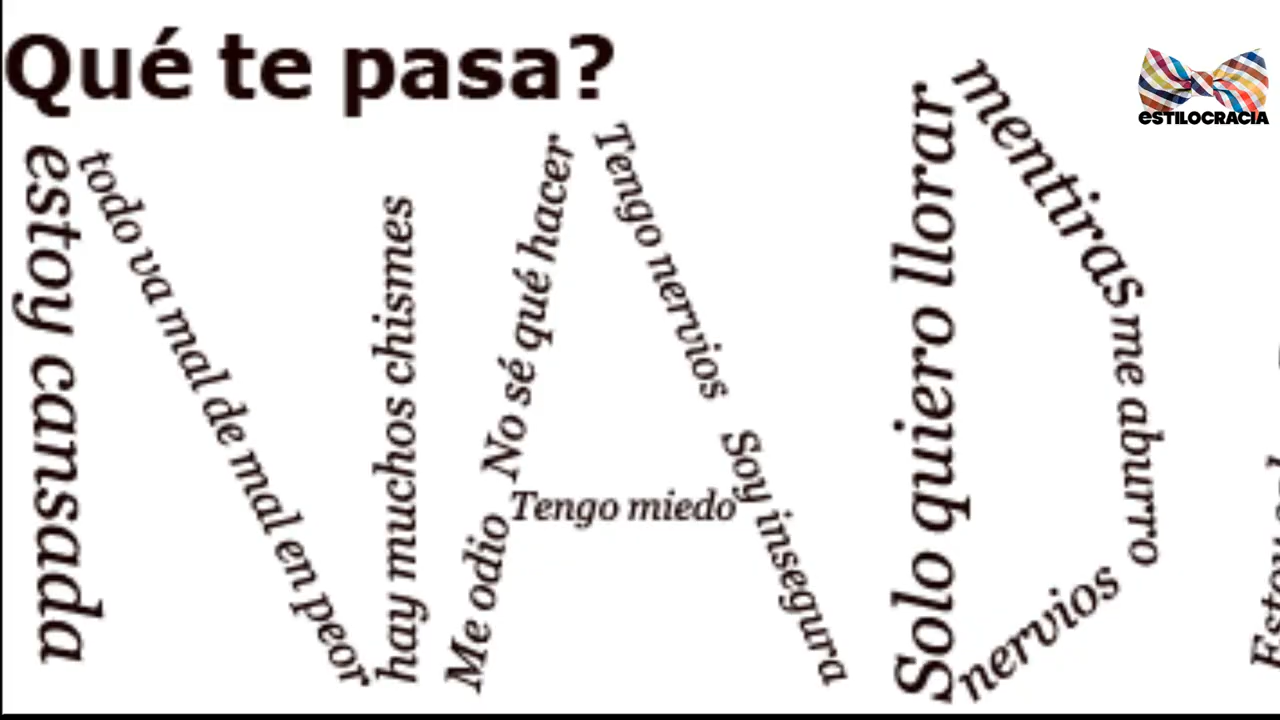 Qué te pasa?
estoy cansada
todo va mal de mal en peor
hay muchos chismes
Me odio
No sé qué hacer
Tengo nervios
Tengo miedo
Soy insegura
Solo quiero llorar
mentiras
me aburro
nervios
eSTILOCRACIA